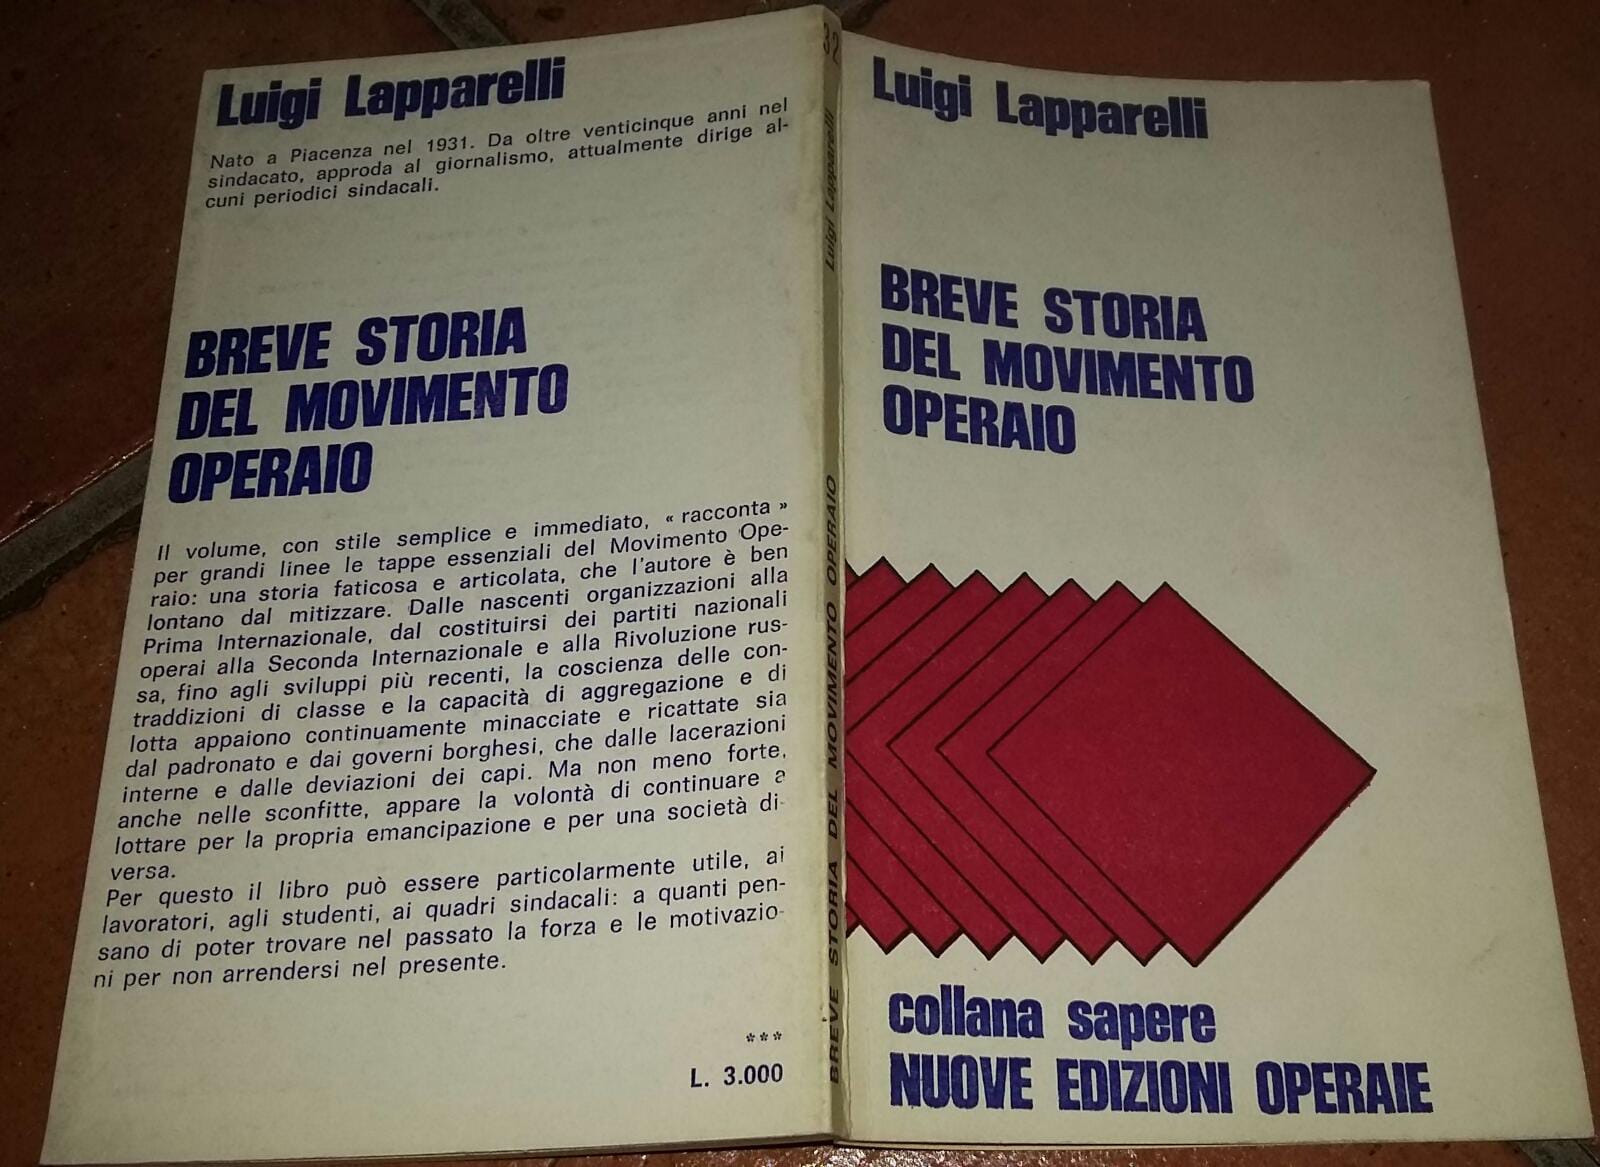 Luigi Lapparelli
Nato a Piacenza nel 1931. Da oltre venticinque anni nel
sindacato, approda al giornalismo, attualmente dirige al-
cuni periodici sindacali.
BREVE STORIA
DEL MOVIMENTO
OPERAIO
Il volume, con stile semplice e immediato, « racconta »
per grandi linee le tappe essenziali del Movimento Ope-
raio: una storia faticosa e articolata, che l'autore è ben
lontano dal mitizzare. Dalle nascenti organizzazioni alla
Prima Internazionale, dal costituirsi dei partiti nazionali
operai alla Seconda Internazionale e alla Rivoluzione rus-
sa, fino agli sviluppi più recenti, la coscienza delle con-
traddizioni di classe e la capacità di aggregazione e di
lotta appaiono continuamente minacciate e ricattate sia
dal padronato e dai governi borghesi, che dalle lacerazioni
interne e dalle deviazioni dei capi. Ma non meno forte,
anche nelle sconfitte, appare la volontà di continuare a
lottare per la propria emancipazione e per una società di-
versa.
Per questo il libro può essere particolarmente utile, ai
lavoratori, agli studenti, ai quadri sindacali: a quanti pen-
sano di poter trovare nel passato la forza e le motivazio-
ni per non arrendersi nel presente.
***
L. 3.000
32
Luigi Lapparelli
BREVE STORIA DEL MOVIMENTO OPERAIO
Luigi Lapparelli
BREVE STORIA
DEL MOVIMENTO
OPERAIO
collana sapere
NUOVE EDIZIONI OPERAIE